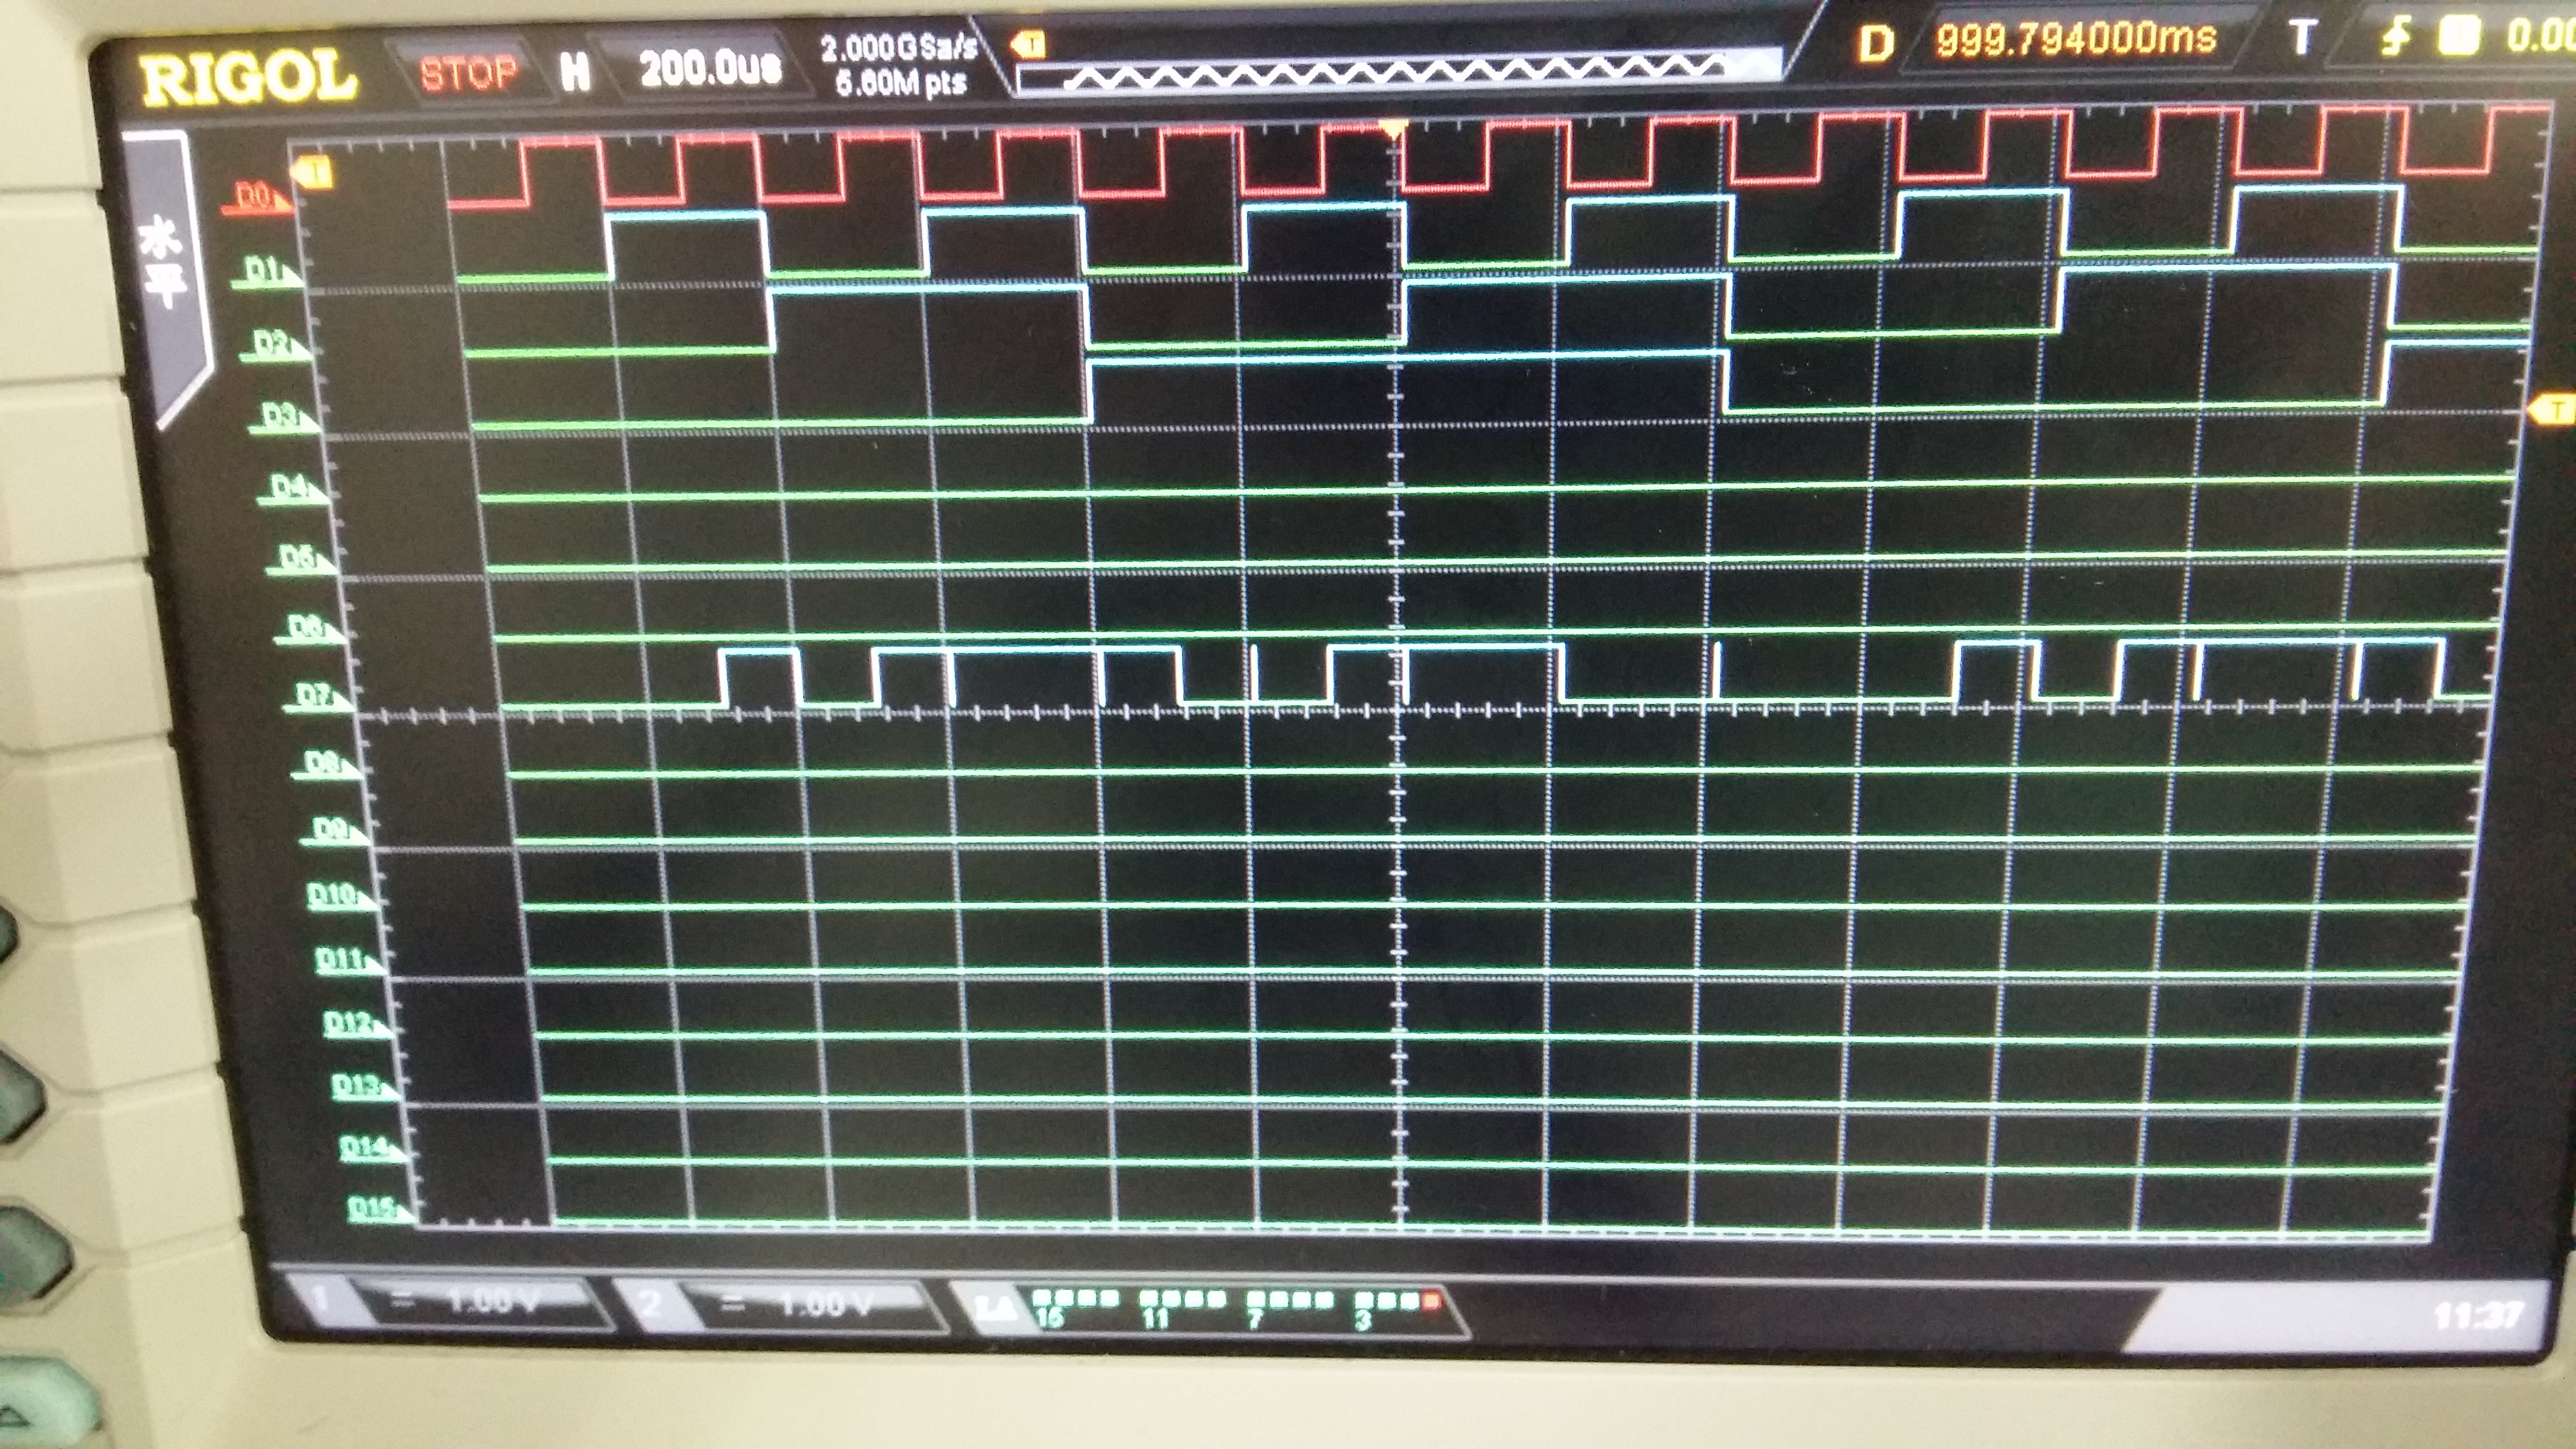 RIGOL STOP H 200.0us 2.000GSa/s D 999.794000ms T 0.00
5.60M pts
T
T
水平
D0
D1
D2
D3
T
D4
D5
D6
D7
D8
D9
D10
D11
D12
D13
D14
D15
1 = 1.00 V 2 = 1.00 V LA 15 11 7 3 11:37